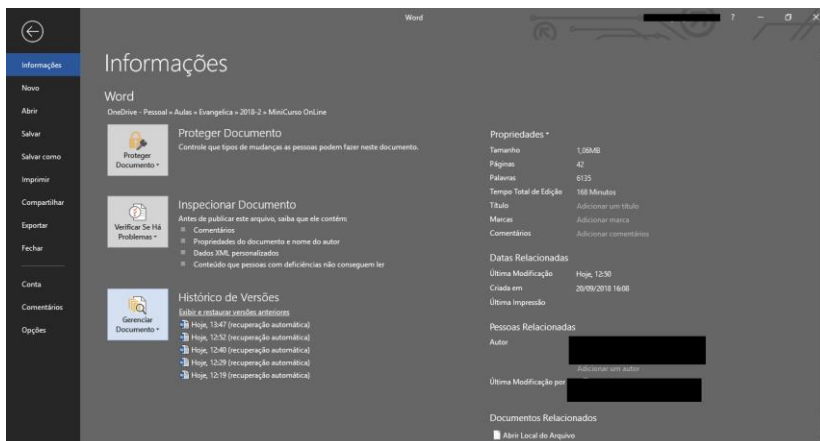 Word
?
Informações
Novo
Abrir
Salvar
Salvar como
Imprimir
Compartilhar
Exportar
Fechar
Conta
Comentários
Opções
Informações
Word
OneDrive - Pessoal » Aulas » Evangelica » 2018-2 » MiniCurso OnLine
Proteger
Documento
Proteger Documento
Controle que tipos de mudanças as pessoas podem fazer neste documento.
Verificar Se Há
Problemas
Inspecionar Documento
Antes de publicar este arquivo, saiba que ele contém:
Comentários
Propriedades do documento e nome do autor
Dados XML personalizados
Conteúdo que pessoas com deficiências não conseguem ler
Gerenciar
Documento
Histórico de Versões
Exibir e restaurar versões anteriores
Hoje, 13:47 (recuperação automática)
Hoje, 12:52 (recuperação automática)
Hoje, 12:40 (recuperação automática)
Hoje, 12:29 (recuperação automática)
Hoje, 12:19 (recuperação automática)
Propriedades
Tamanho 1,06MB
Páginas 42
Palavras 6135
Tempo Total de Edição 168 Minutos
Título Adicionar um título
Marcas Adicionar marca
Comentários Adicionar comentários
Datas Relacionadas
Última Modificação Hoje, 12:50
Criada em 20/09/2018 16:08
Última Impressão
Pessoas Relacionadas
Autor
Adicionar um autor
Última Modificação por
Documentos Relacionados
Abrir Local do Arquivo